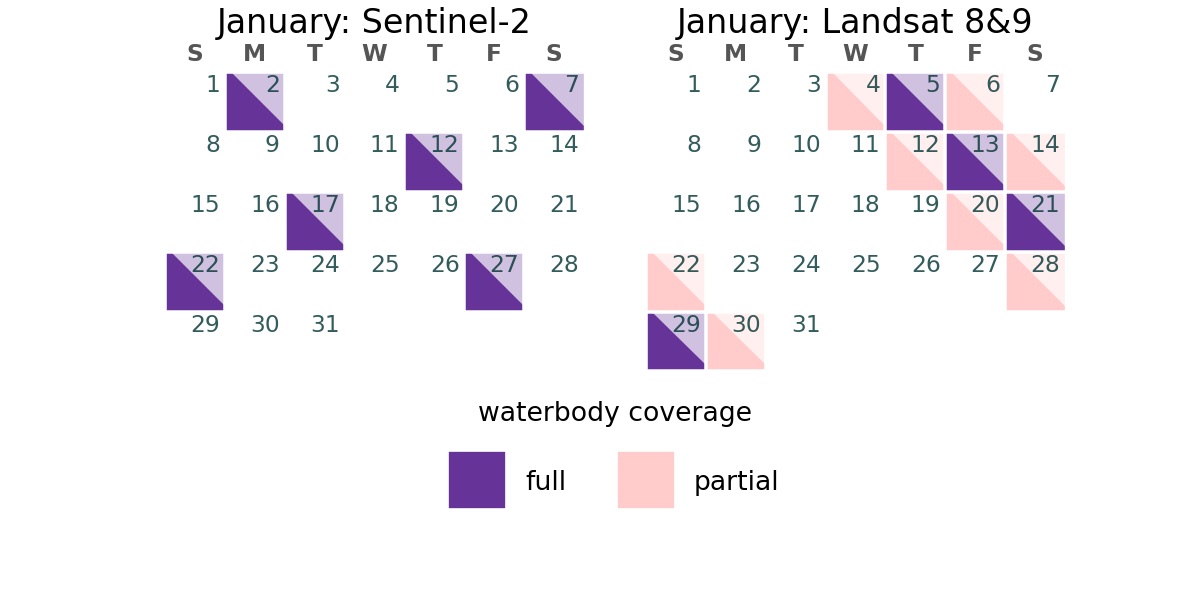 January: Sentinel-2
S M T W T F S
1 2 3 4 5 6 7
8 9 10 11 12 13 14
15 16 17 18 19 20 21
22 23 24 25 26 27 28
29 30 31
January: Landsat 8&9
S M T W T F S
1 2 3 4 5 6 7
8 9 10 11 12 13 14
15 16 17 18 19 20 21
22 23 24 25 26 27 28
29 30 31
waterbody coverage
full partial